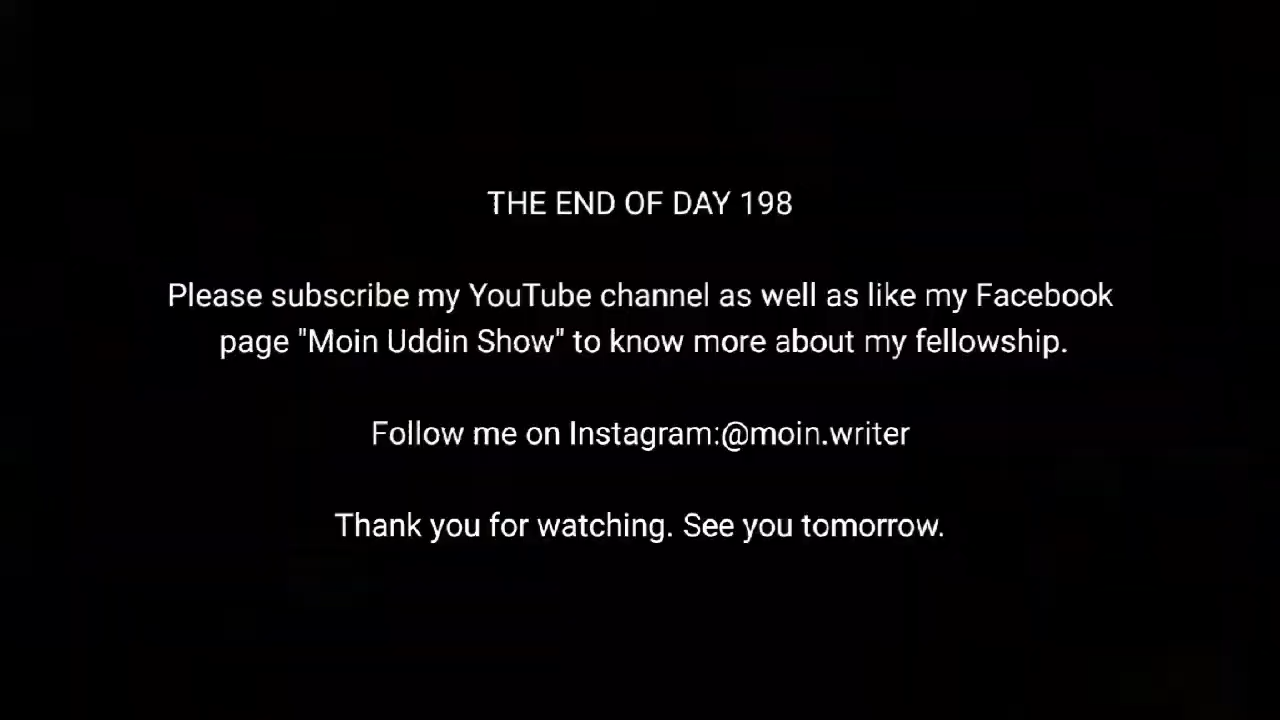 THE END OF DAY 198
Please subscribe my YouTube channel as well as like my Facebook
page "Moin Uddin Show" to know more about my fellowship.
Follow me on Instagram:@moin.writer
Thank you for watching. See you tomorrow.